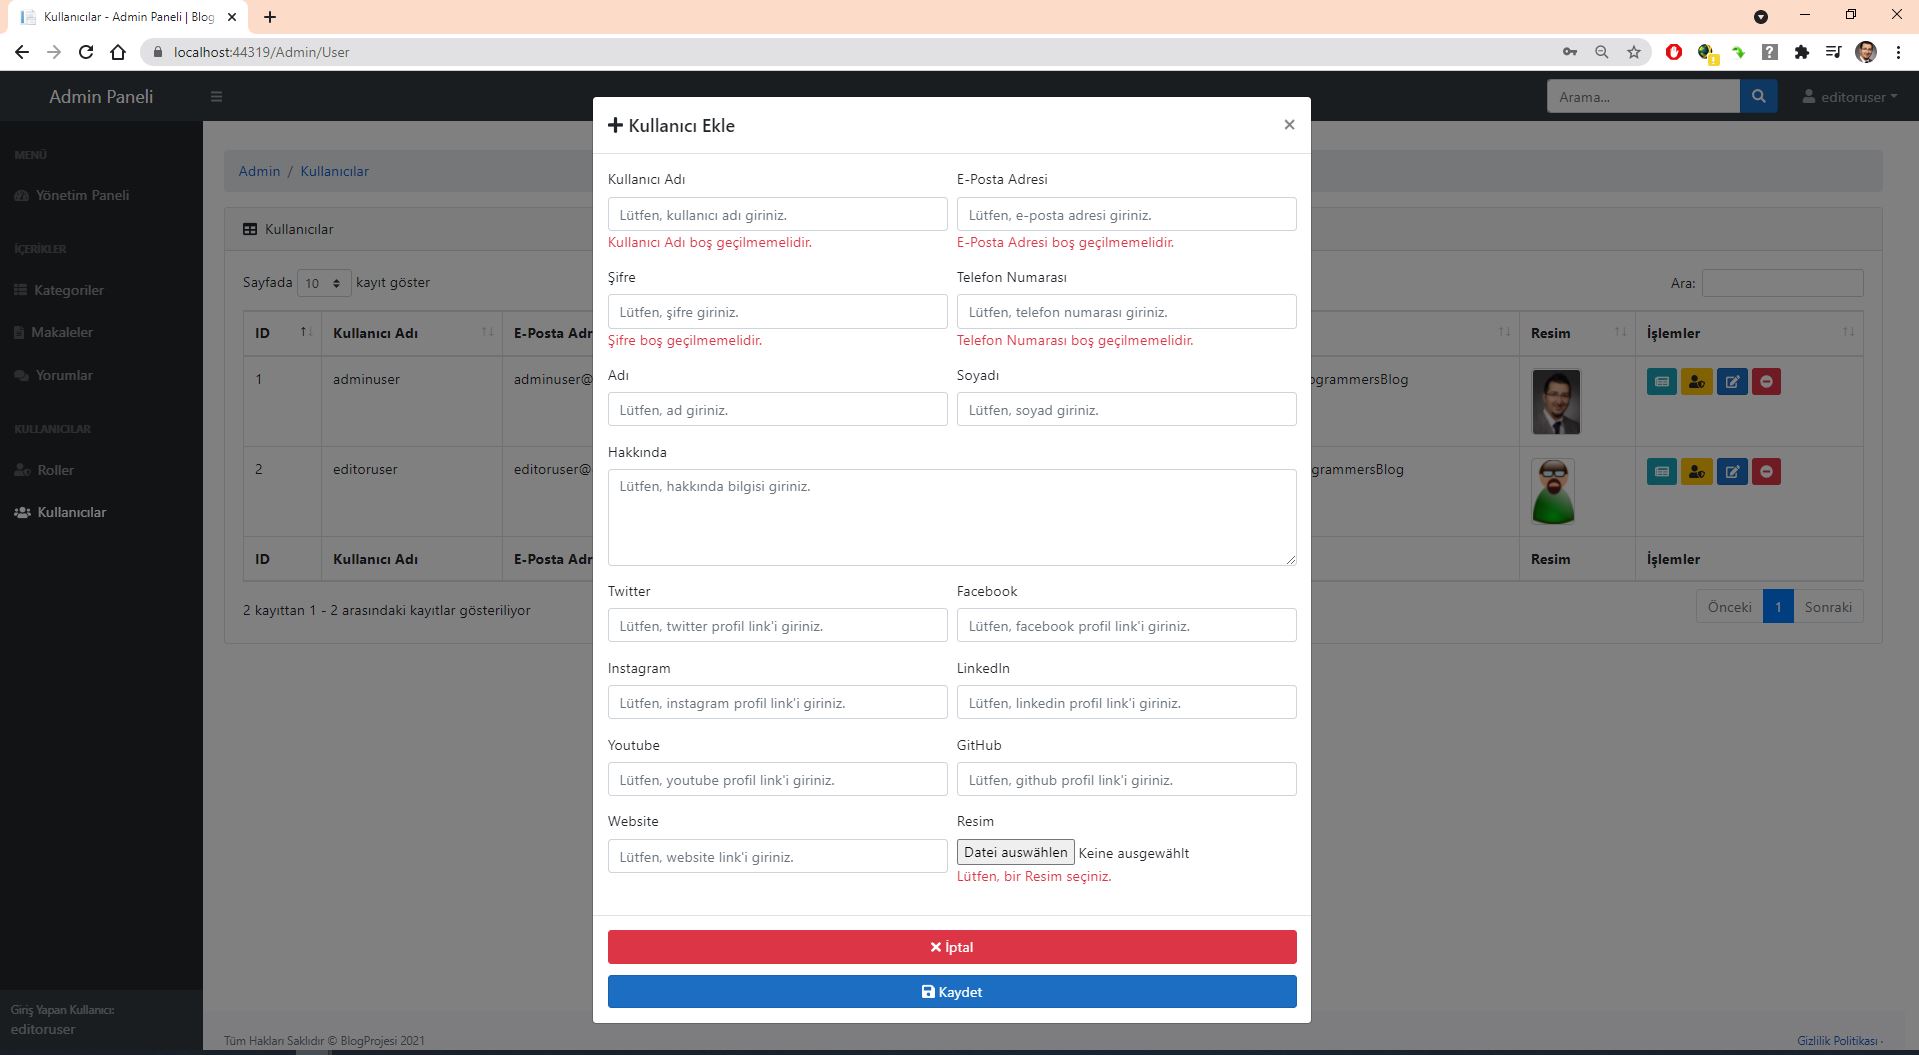 Kullanıcılar - Admin Paneli | Blog
localhost:44319/Admin/User
Admin Paneli
Arama...
editoruser
MENÜ
Yönetim Paneli
İÇERİKLER
Kategoriler
Makaleler
Yorumlar
KULLANICILAR
Roller
Kullanıcılar
Giriş Yapan Kullanıcı:
editoruser
Admin / Kullanıcılar
Kullanıcılar
Sayfada 10 kayıt göster
Ara:
ID Kullanıcı Adı E-Posta Adr Resim İşlemler
1 adminuser adminuser@ ogrammersBlog
2 editoruser editoruser@ grammersBlog
ID Kullanıcı Adı E-Posta Adr Resim İşlemler
2 kayıttan 1 - 2 arasındaki kayıtlar gösteriliyor
Önceki 1 Sonraki
Kullanıcı Ekle ×
Kullanıcı Adı E-Posta Adresi
Lütfen, kullanıcı adı giriniz. Lütfen, e-posta adresi giriniz.
Kullanıcı Adı boş geçilmemelidir. E-Posta Adresi boş geçilmemelidir.
Şifre Telefon Numarası
Lütfen, şifre giriniz. Lütfen, telefon numarası giriniz.
Şifre boş geçilmemelidir. Telefon Numarası boş geçilmemelidir.
Adı Soyadı
Lütfen, ad giriniz. Lütfen, soyad giriniz.
Hakkında
Lütfen, hakkında bilgisi giriniz.
Twitter Facebook
Lütfen, twitter profil link'i giriniz. Lütfen, facebook profil link'i giriniz.
Instagram LinkedIn
Lütfen, instagram profil link'i giriniz. Lütfen, linkedin profil link'i giriniz.
Youtube GitHub
Lütfen, youtube profil link'i giriniz. Lütfen, github profil link'i giriniz.
Website Resim
Lütfen, website link'i giriniz. Datei auswählen Keine ausgewählt
Lütfen, bir Resim seçiniz.
İptal
Kaydet
Tüm Hakları Saklıdır © BlogProjesi 2021
Gizlilik Politikası ·